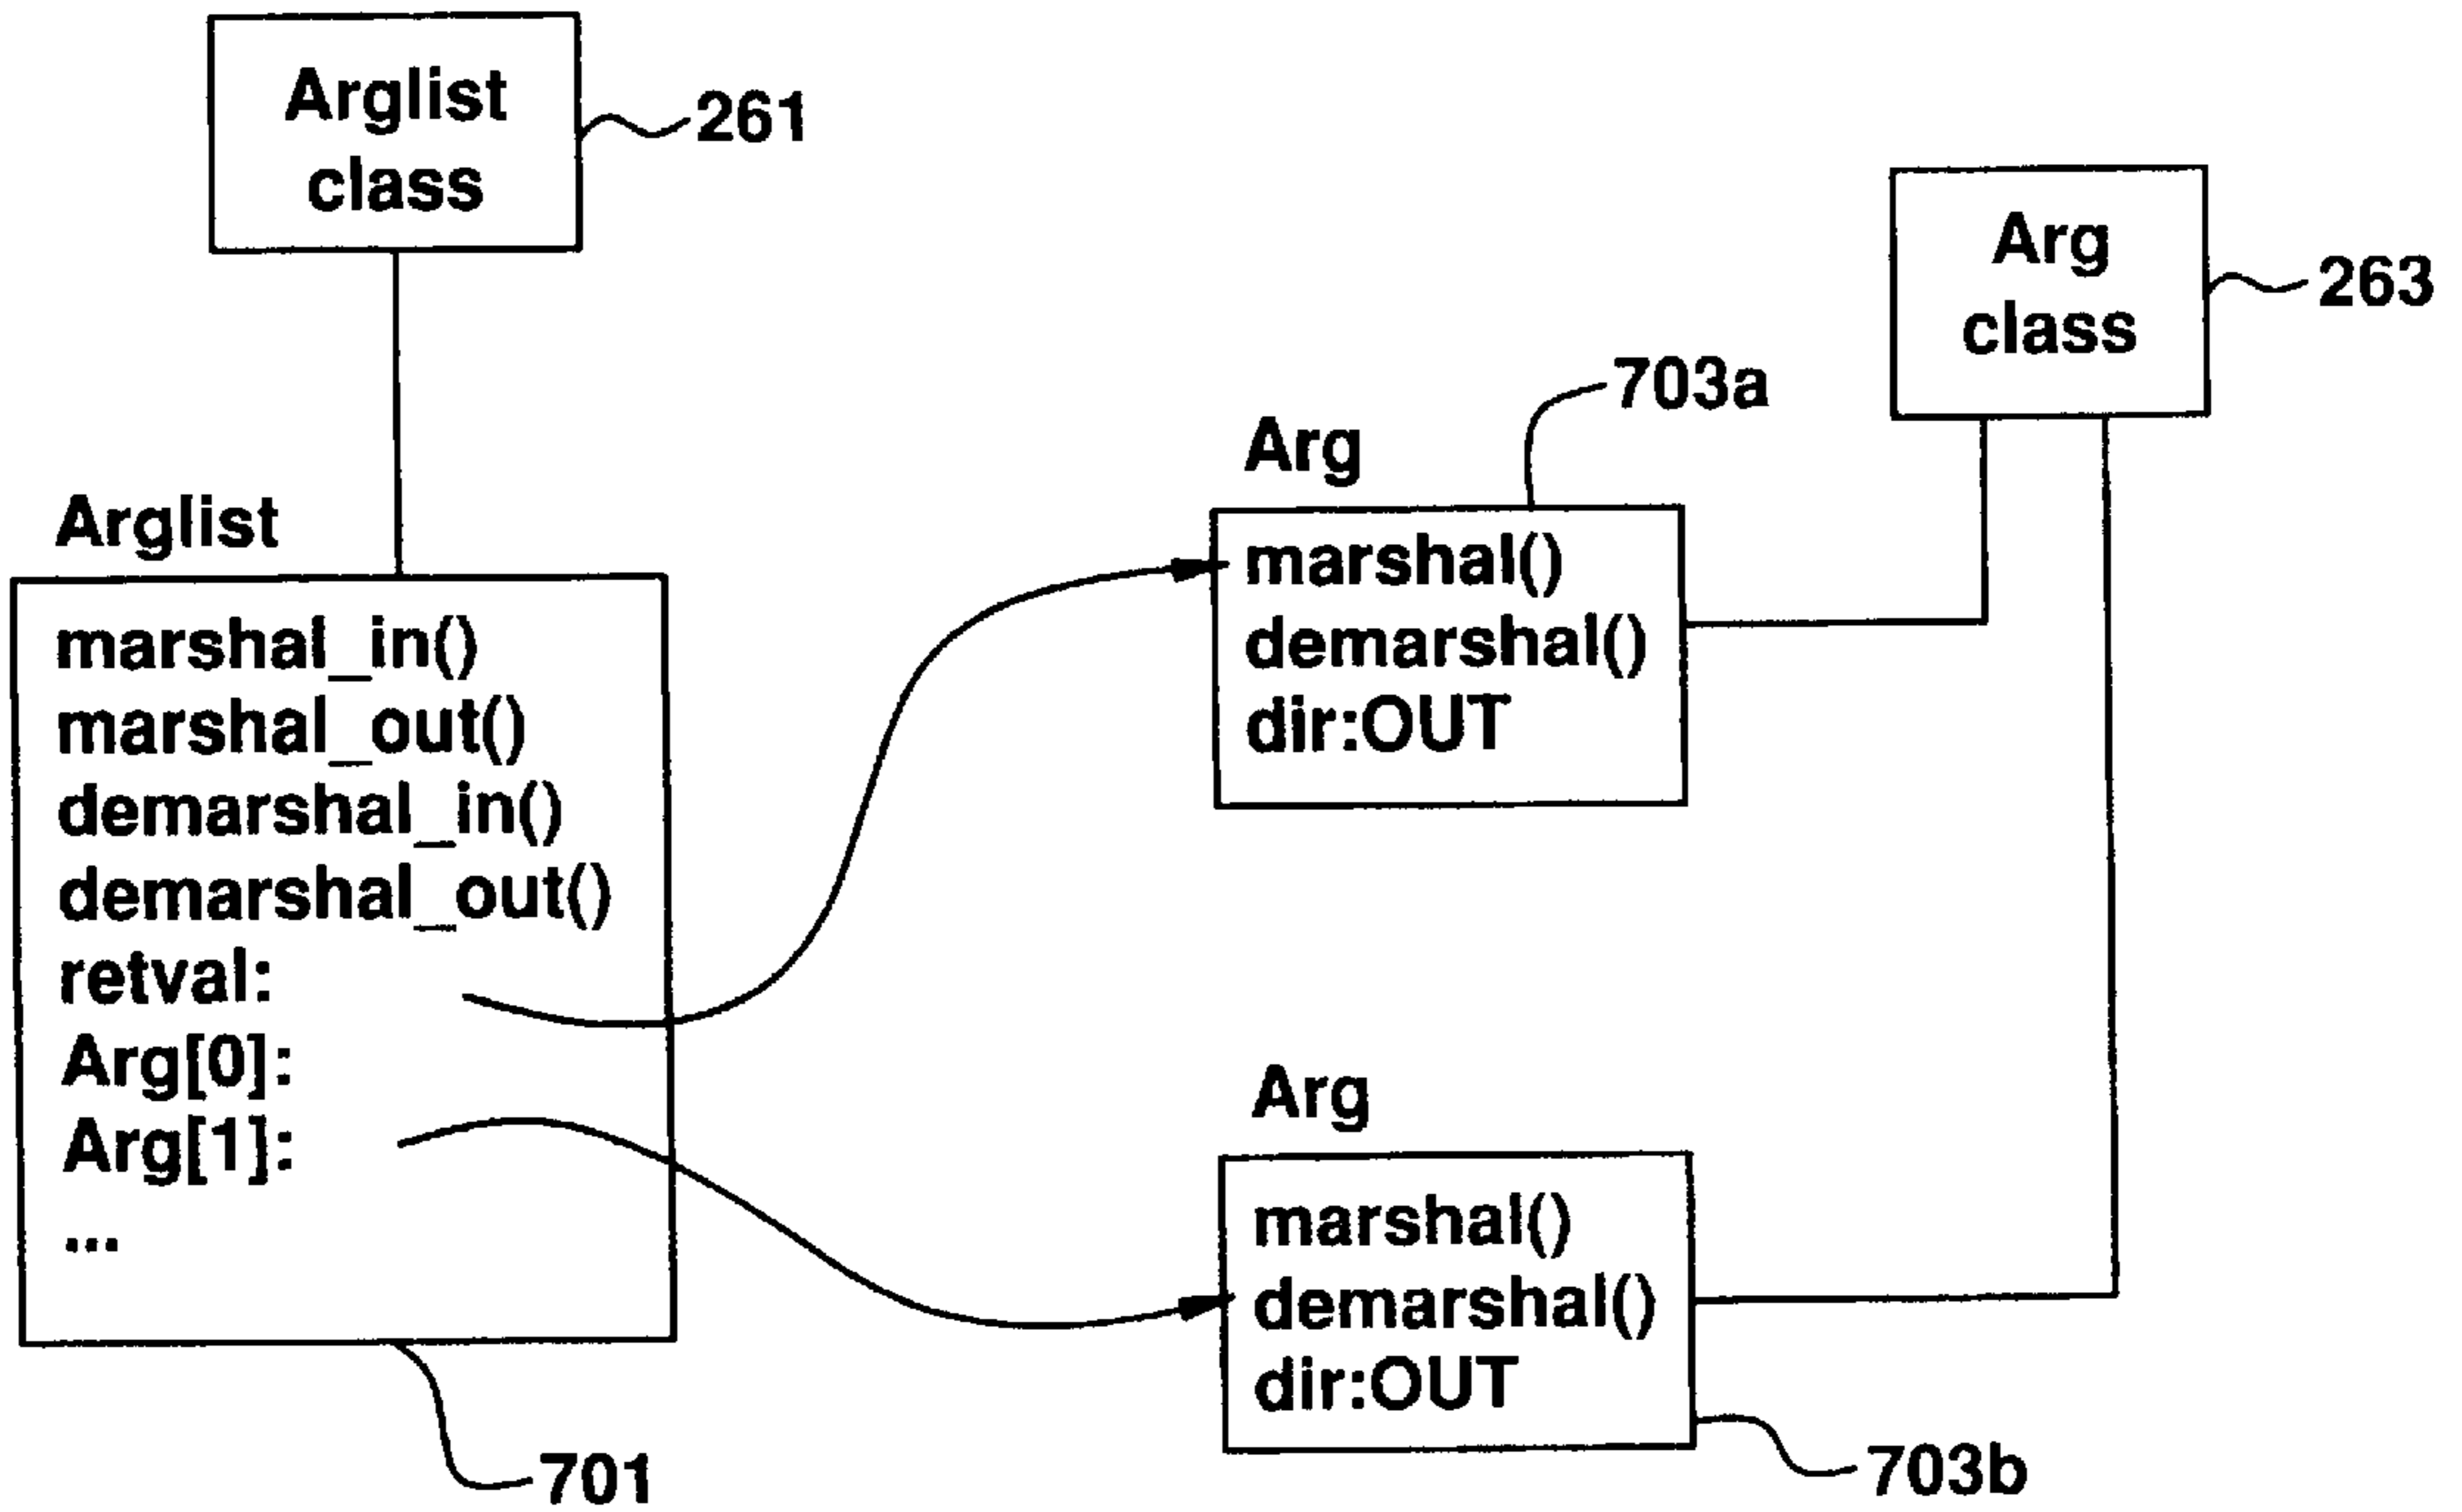 Arglist
class
261
Arg
class
263
703a
Arg
marshal()
demarshal()
dir:OUT
Arglist
marshal_in()
marshal_out()
demarshal_in()
demarshal_out()
retval:
Arg[0]:
Arg[1]:
...
701
Arg
marshal()
demarshal()
dir:OUT
703b